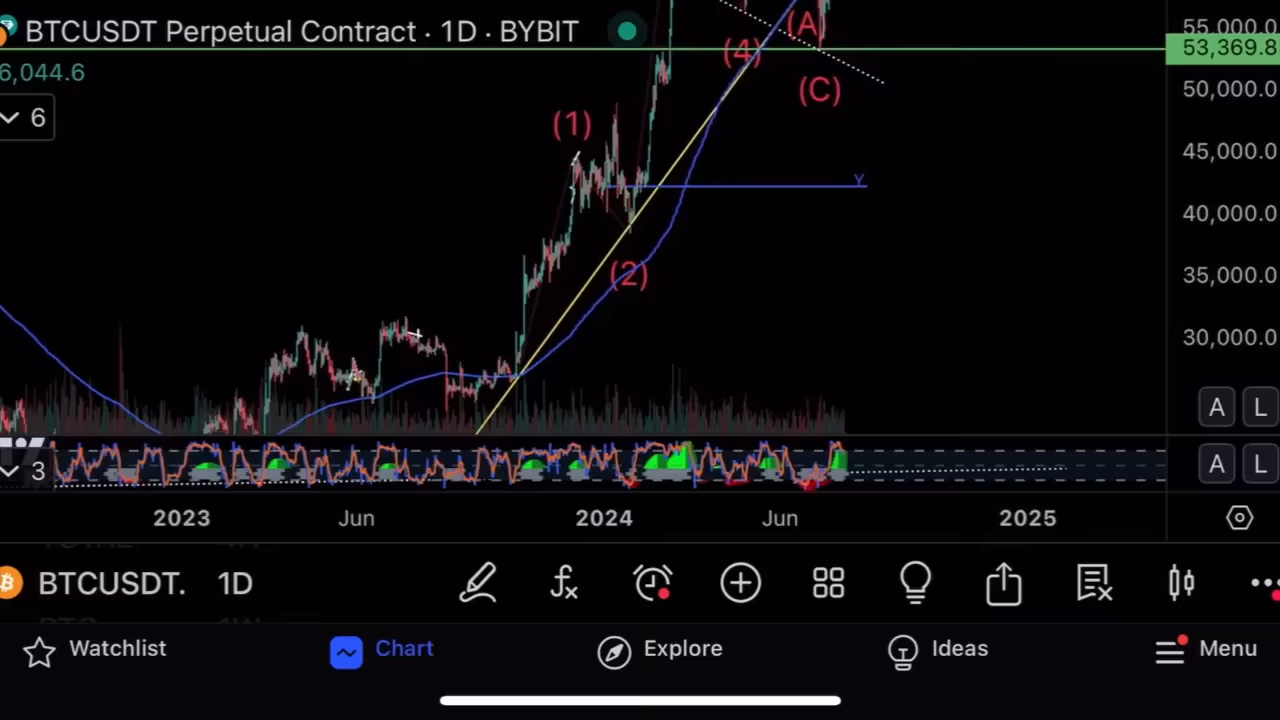 BTCUSDT Perpetual Contract · 1D · BYBIT
6,044.6
6
(A)
(4)
(C)
(1)
(2)
Y
55,000.0
53,369.8
50,000.0
45,000.0
40,000.0
35,000.0
30,000.0
A L
3
A L
2023 Jun 2024 Jun 2025
BTCUSDT. 1D
Watchlist Chart Explore Ideas Menu